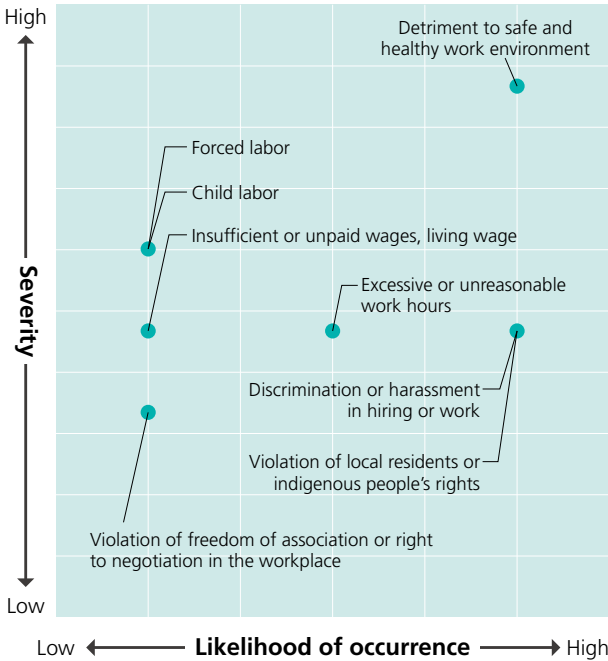 High
Detriment to safe and
healthy work environment
Forced labor
Child labor
Insufficient or unpaid wages, living wage
Excessive or unreasonable
work hours
Severity
Discrimination or harassment
in hiring or work
Violation of local residents or
indigenous people’s rights
Violation of freedom of association or right
to negotiation in the workplace
Low
Low Likelihood of occurrence High